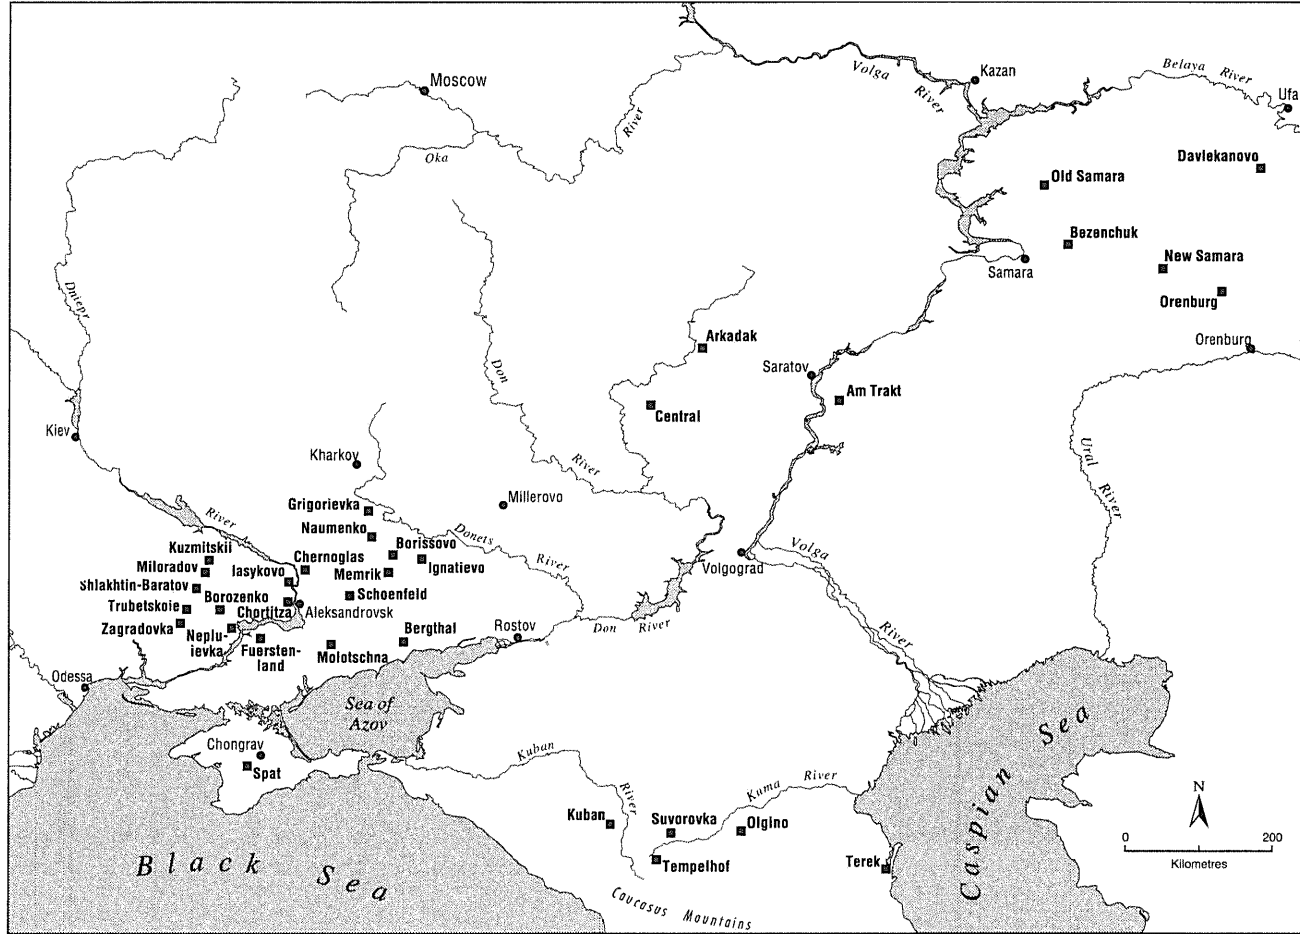 Moscow
Volga
River
Kazan
Belaya River
Ufa
River
Oka
Davlekanovo
Old Samara
Bezenchuk
New Samara
Samara
Orenburg
Dniepr
Arkadak
Orenburg
Don
Saratov
Am Trakt
Central
Kiev
Kharkov
River
Ural River
Millerovo
Grigorievka
River
Naumenko
Donets
River
Borissovo
Kuzmitskii
Chernoglas
Ignatievo
Volga
Miloradov
Iasykovo
Memrik
Volgograd
Shlakhtin-Baratov
Borozenko
Schoenfeld
Trubetskoie
Chortitza
Aleksandrovsk
Zagradovka
Neplu-
ievka
Fuersten-
land
Bergthal
Rostov
Don River
River
Molotschna
Odessa
Sea of
Azov
Caspian Sea
Chongrav
Spat
Kuban
River
Kuma River
N
Kuban
Suvorovka
Olgino
Tempelhof
Terek
0 200
Kilometres
Black Sea
Caucasus Mountains